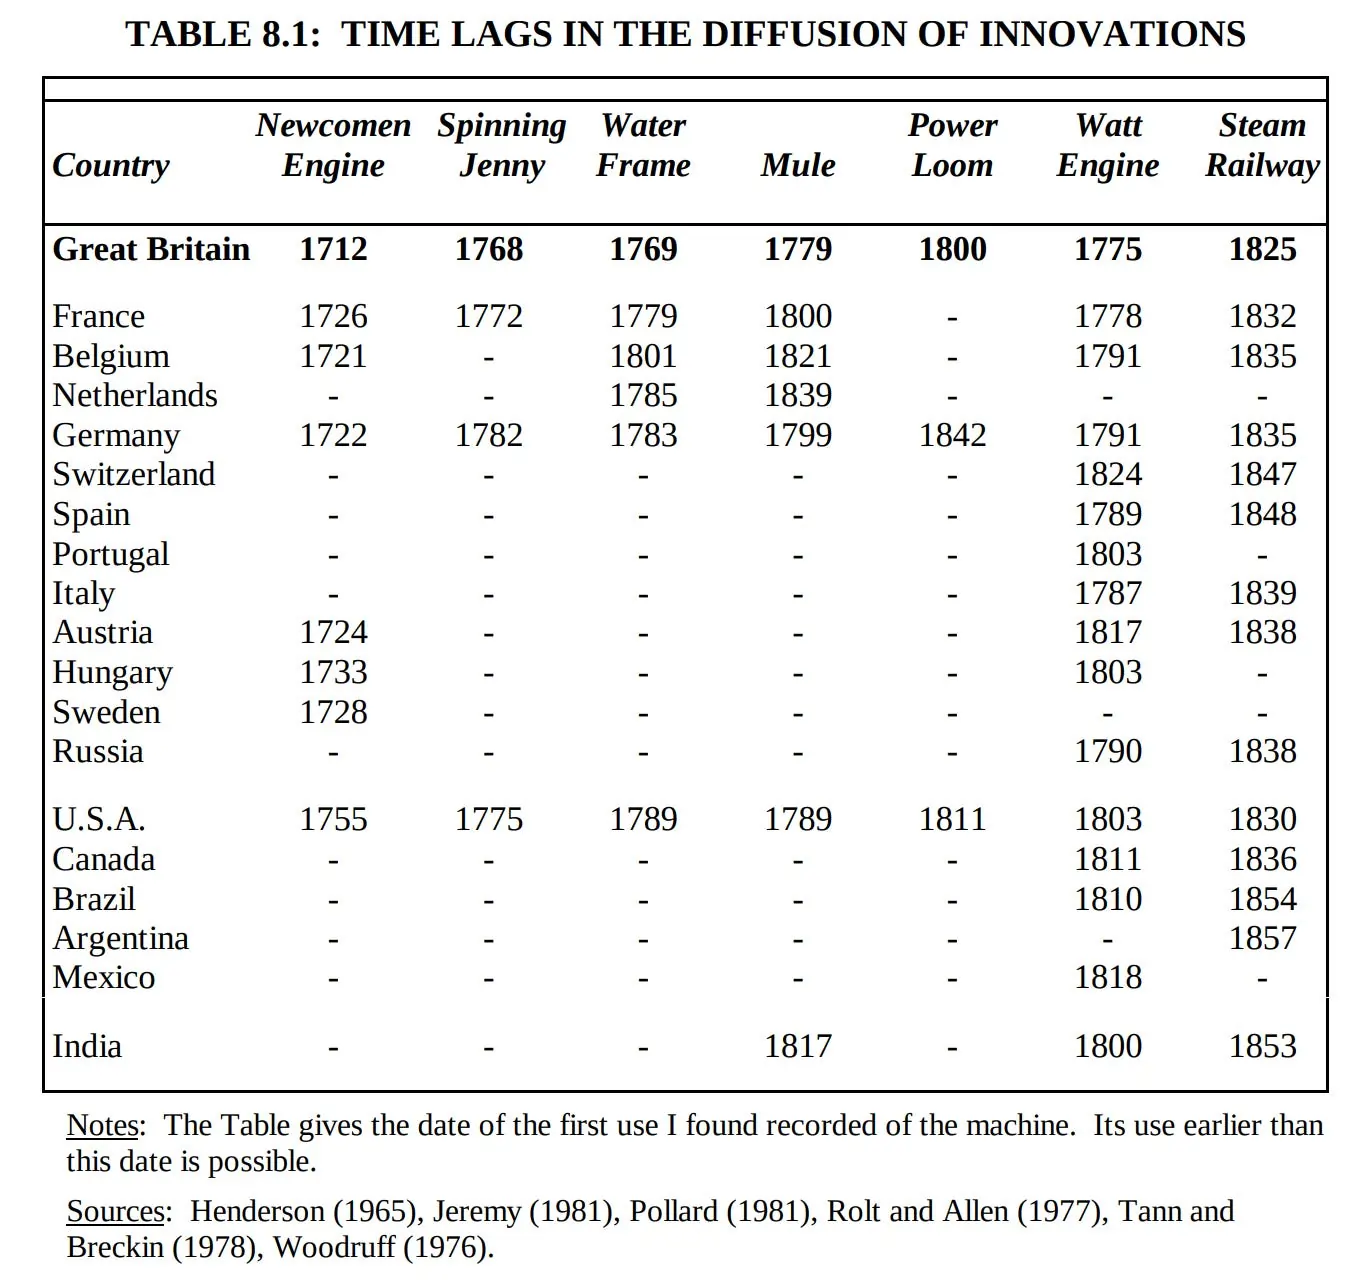 TABLE 8.1: TIME LAGS IN THE DIFFUSION OF INNOVATIONS
Newcomen Spinning Water Power Watt Steam
Country Engine Jenny Frame Mule Loom Engine Railway
Great Britain 1712 1768 1769 1779 1800 1775 1825
France 1726 1772 1779 1800 - 1778 1832
Belgium 1721 - 1801 1821 - 1791 1835
Netherlands - - 1785 1839 - - -
Germany 1722 1782 1783 1799 1842 1791 1835
Switzerland - - - - - 1824 1847
Spain - - - - - 1789 1848
Portugal - - - - - 1803 -
Italy - - - - - 1787 1839
Austria 1724 - - - - 1817 1838
Hungary 1733 - - - - 1803 -
Sweden 1728 - - - - - -
Russia - - - - - 1790 1838
U.S.A. 1755 1775 1789 1789 1811 1803 1830
Canada - - - - - 1811 1836
Brazil - - - - - 1810 1854
Argentina - - - - - - 1857
Mexico - - - - - 1818 -
India - - - 1817 - 1800 1853
Notes: The Table gives the date of the first use I found recorded of the machine. Its use earlier than
this date is possible.
Sources: Henderson (1965), Jeremy (1981), Pollard (1981), Rolt and Allen (1977), Tann and
Breckin (1978), Woodruff (1976).